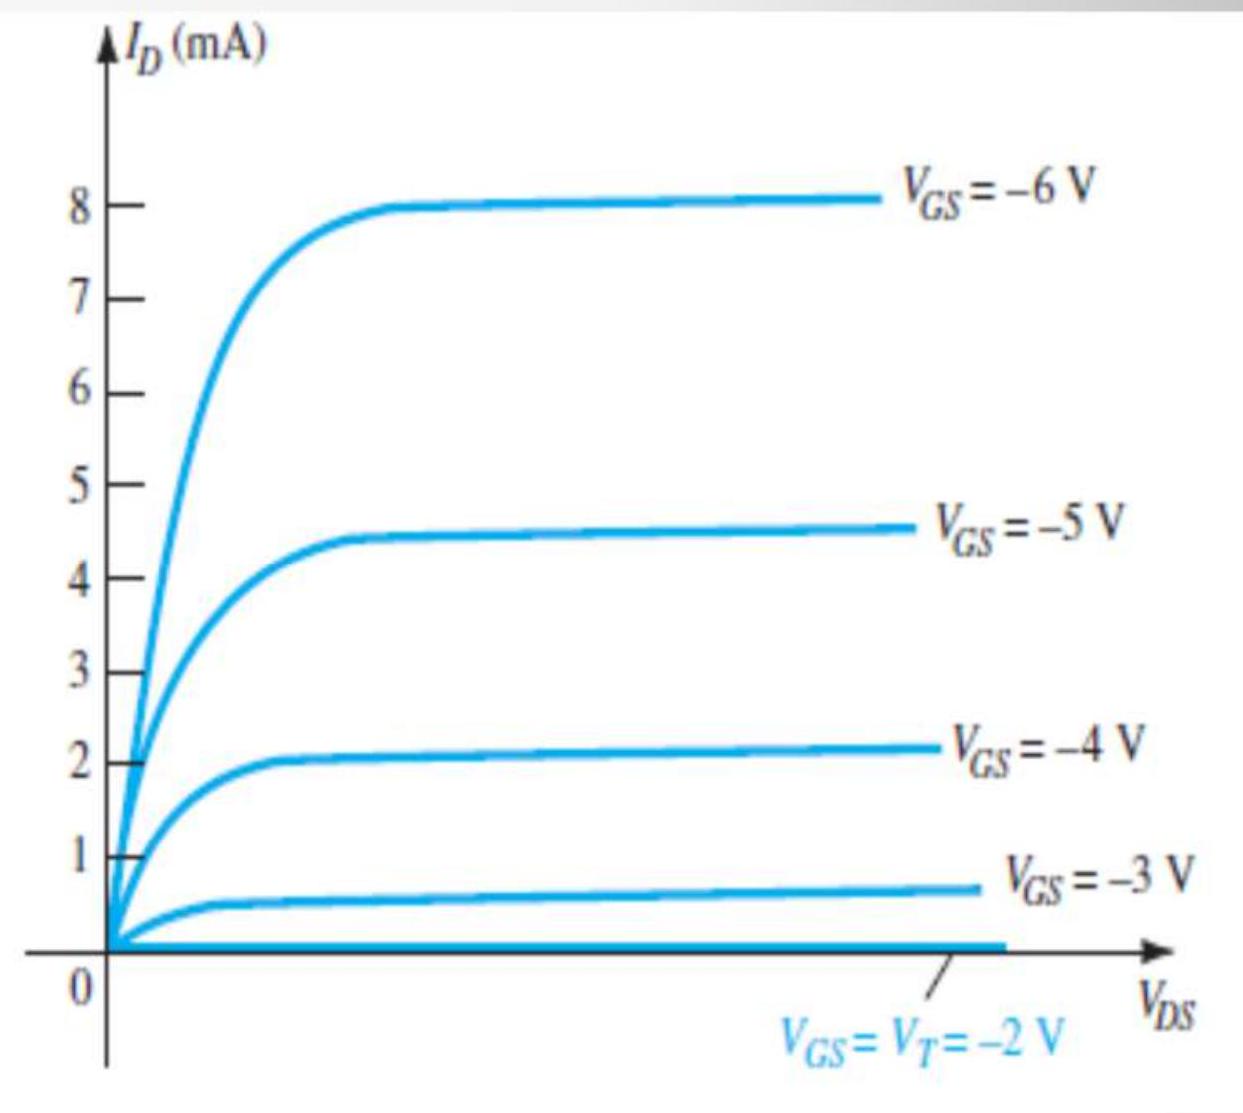 I_D (mA)
V_GS = –6 V
8
7
6
5
V_GS = –5 V
4
3
2
V_GS = –4 V
1
V_GS = –3 V
0
V_DS
V_GS = V_T = –2 V